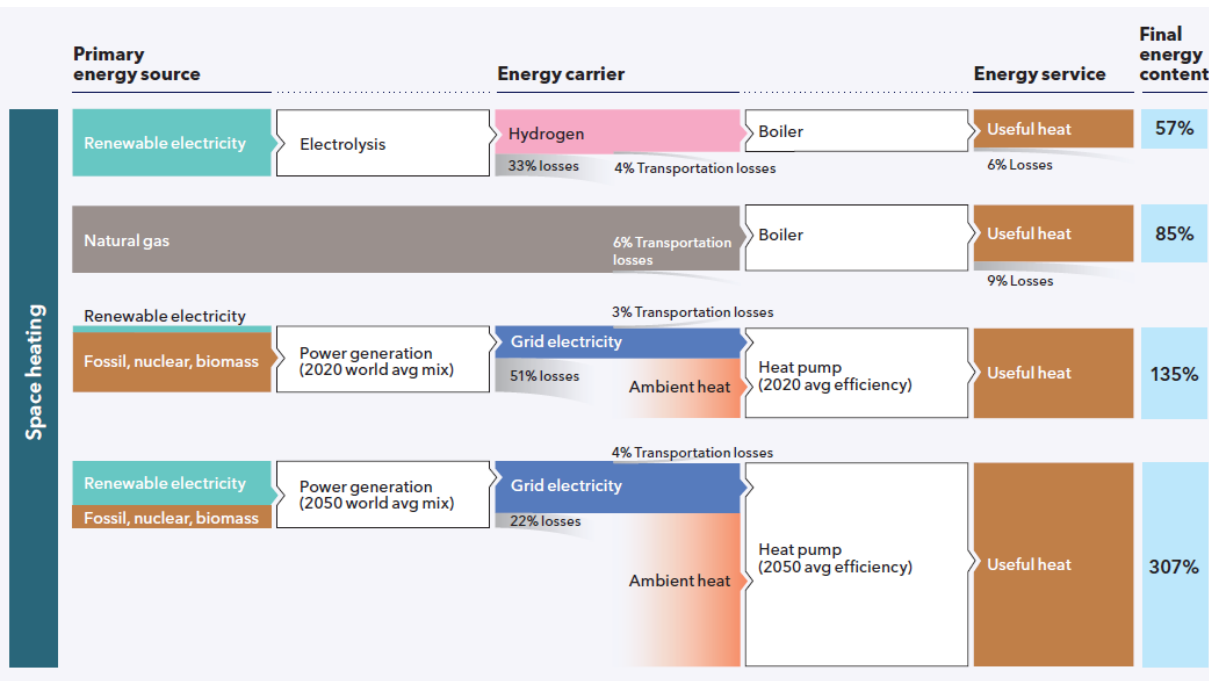 Primary
energy source
Energy carrier
Energy service
Final
energy
content
Space heating
Renewable electricity
Electrolysis
Hydrogen
33% losses
4% Transportation losses
Boiler
Useful heat
6% Losses
57%
Natural gas
6% Transportation
losses
Boiler
Useful heat
9% Losses
85%
Renewable electricity
Fossil, nuclear, biomass
Power generation
(2020 world avg mix)
3% Transportation losses
Grid electricity
51% losses
Ambient heat
Heat pump
(2020 avg efficiency)
Useful heat
135%
Renewable electricity
Fossil, nuclear, biomass
Power generation
(2050 world avg mix)
4% Transportation losses
Grid electricity
22% losses
Ambient heat
Heat pump
(2050 avg efficiency)
Useful heat
307%